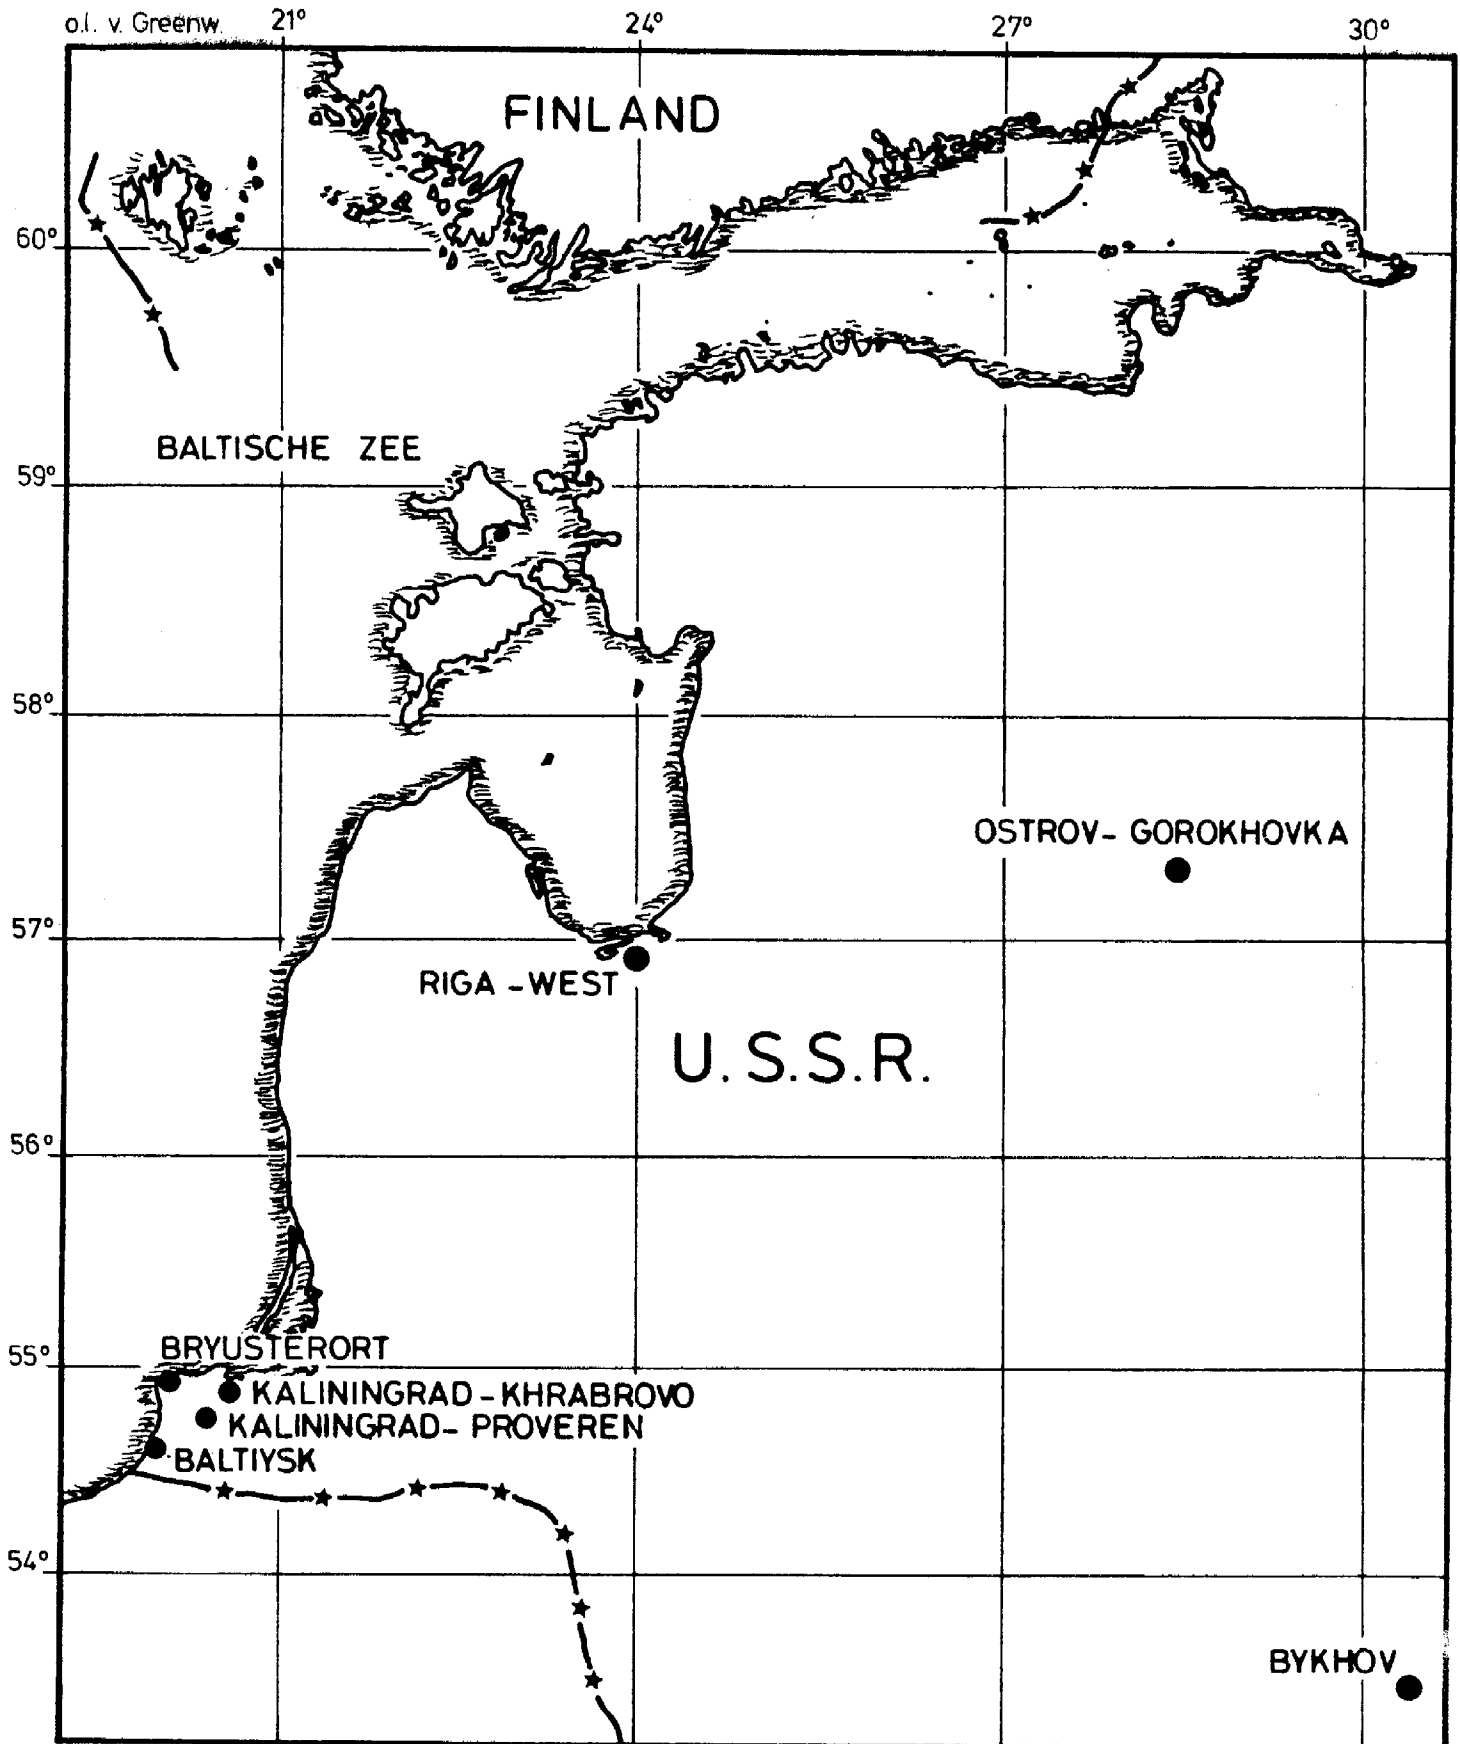 o.l. v. Greenw. 21° 24° 27° 30°
FINLAND
60°
BALTISCHE ZEE
59°
58°
OSTROV- GOROKHOVKA
57°
RIGA -WEST
U.S.S.R.
56°
BRYUSTERORT
55°
KALININGRAD-KHRABROVO
KALININGRAD- PROVEREN
BALTIYSK
54°
BYKHOV